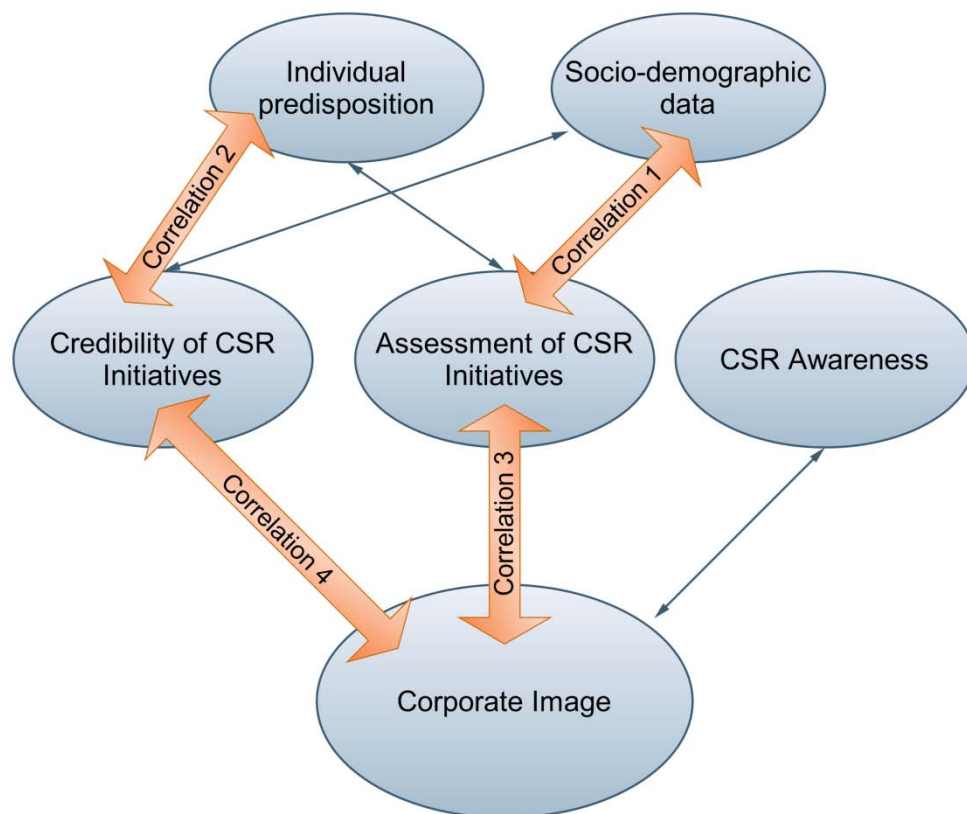 Individual
predisposition
Socio-demographic
data
Correlation 2
Correlation 1
Credibility of CSR
Initiatives
Assessment of CSR
Initiatives
CSR Awareness
Correlation 4
Correlation 3
Corporate Image